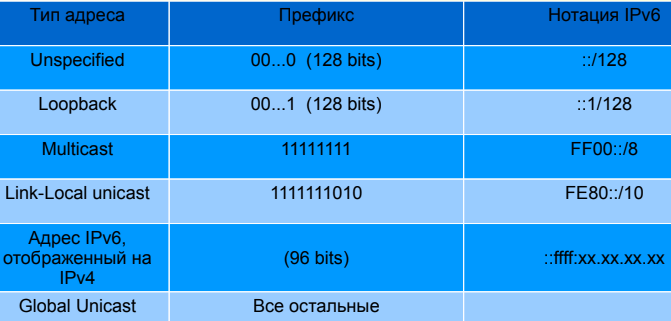 Тип адреса Префикс Нотация IPv6
Unspecified 00...0 (128 bits) ::/128
Loopback 00...1 (128 bits) ::1/128
Multicast 11111111 FF00::/8
Link-Local unicast 1111111010 FE80::/10
Адрес IPv6,
отображенный на
IPv4
(96 bits) ::ffff:xx.xx.xx.xx
Global Unicast Все остальные